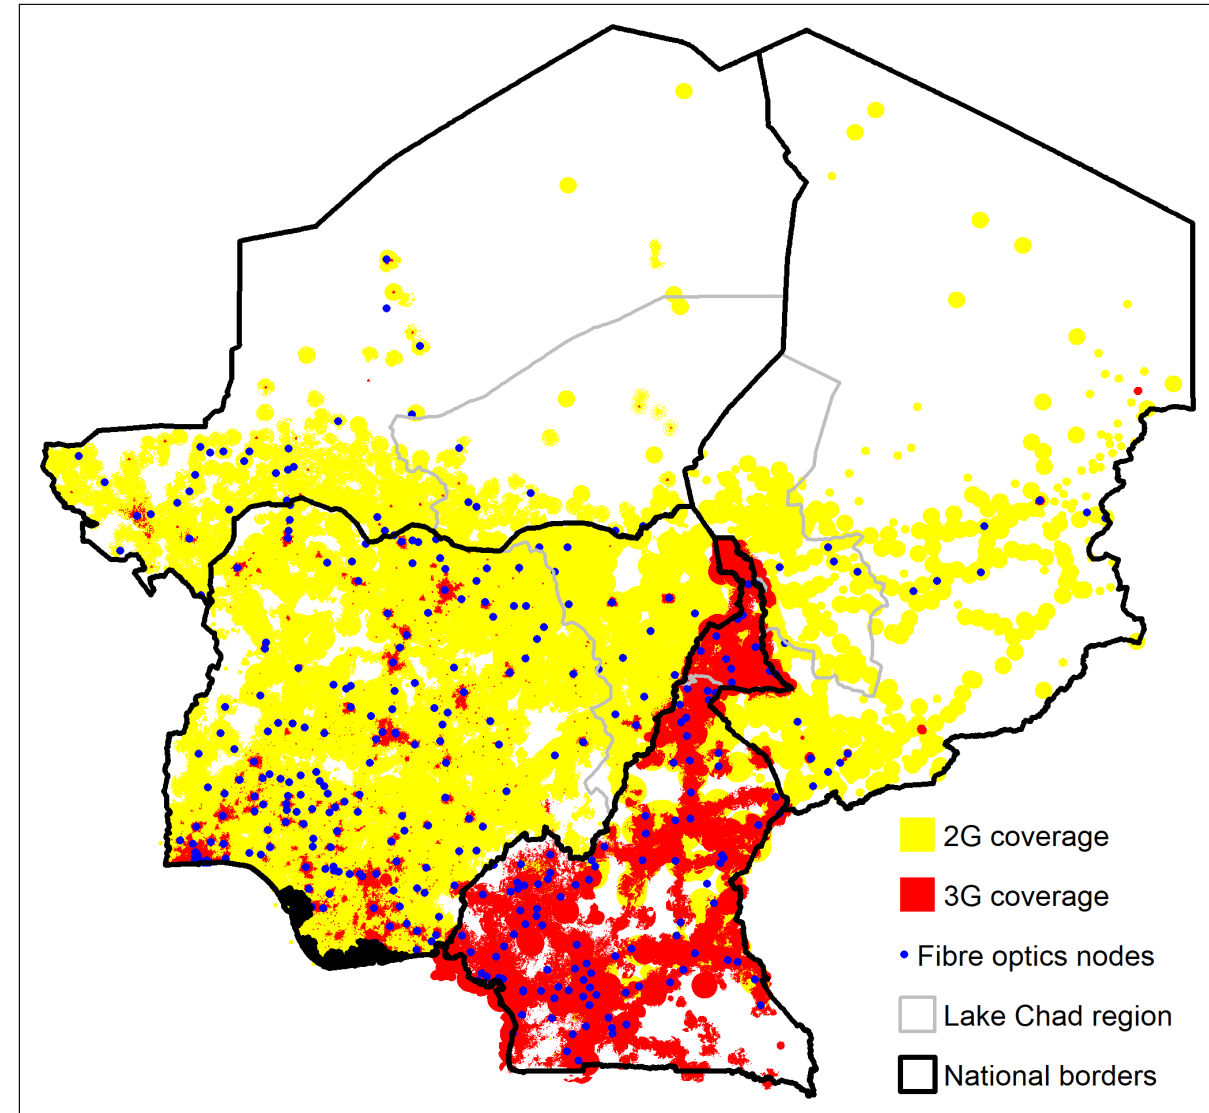 2G coverage
3G coverage
Fibre optics nodes
Lake Chad region
National borders